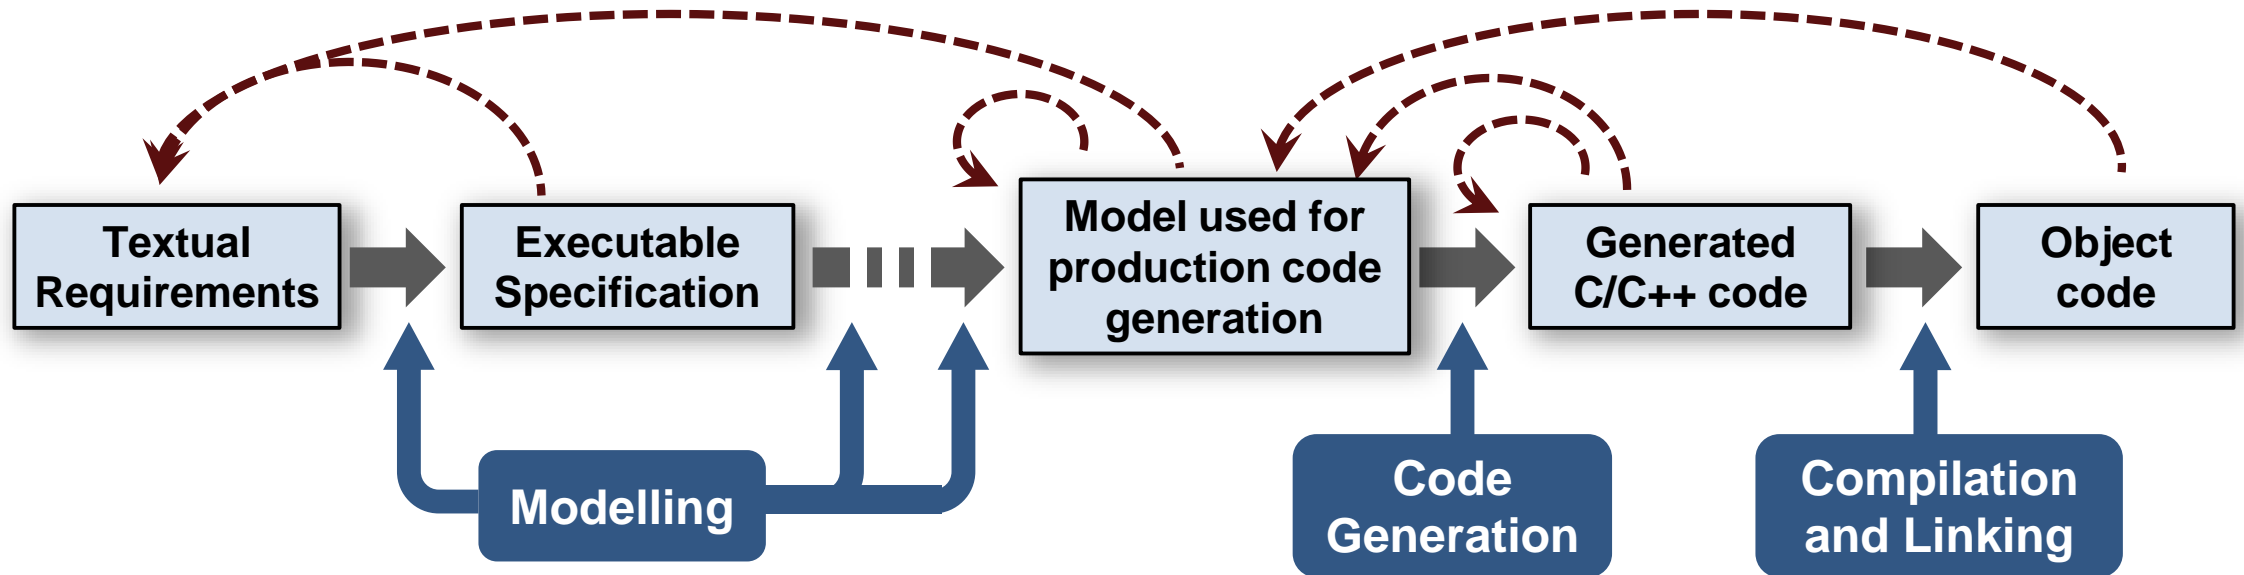 Textual
Requirements
Executable
Specification
Model used for
production code
generation
Generated
C/C++ code
Object
code
Modelling
Code
Generation
Compilation
and Linking